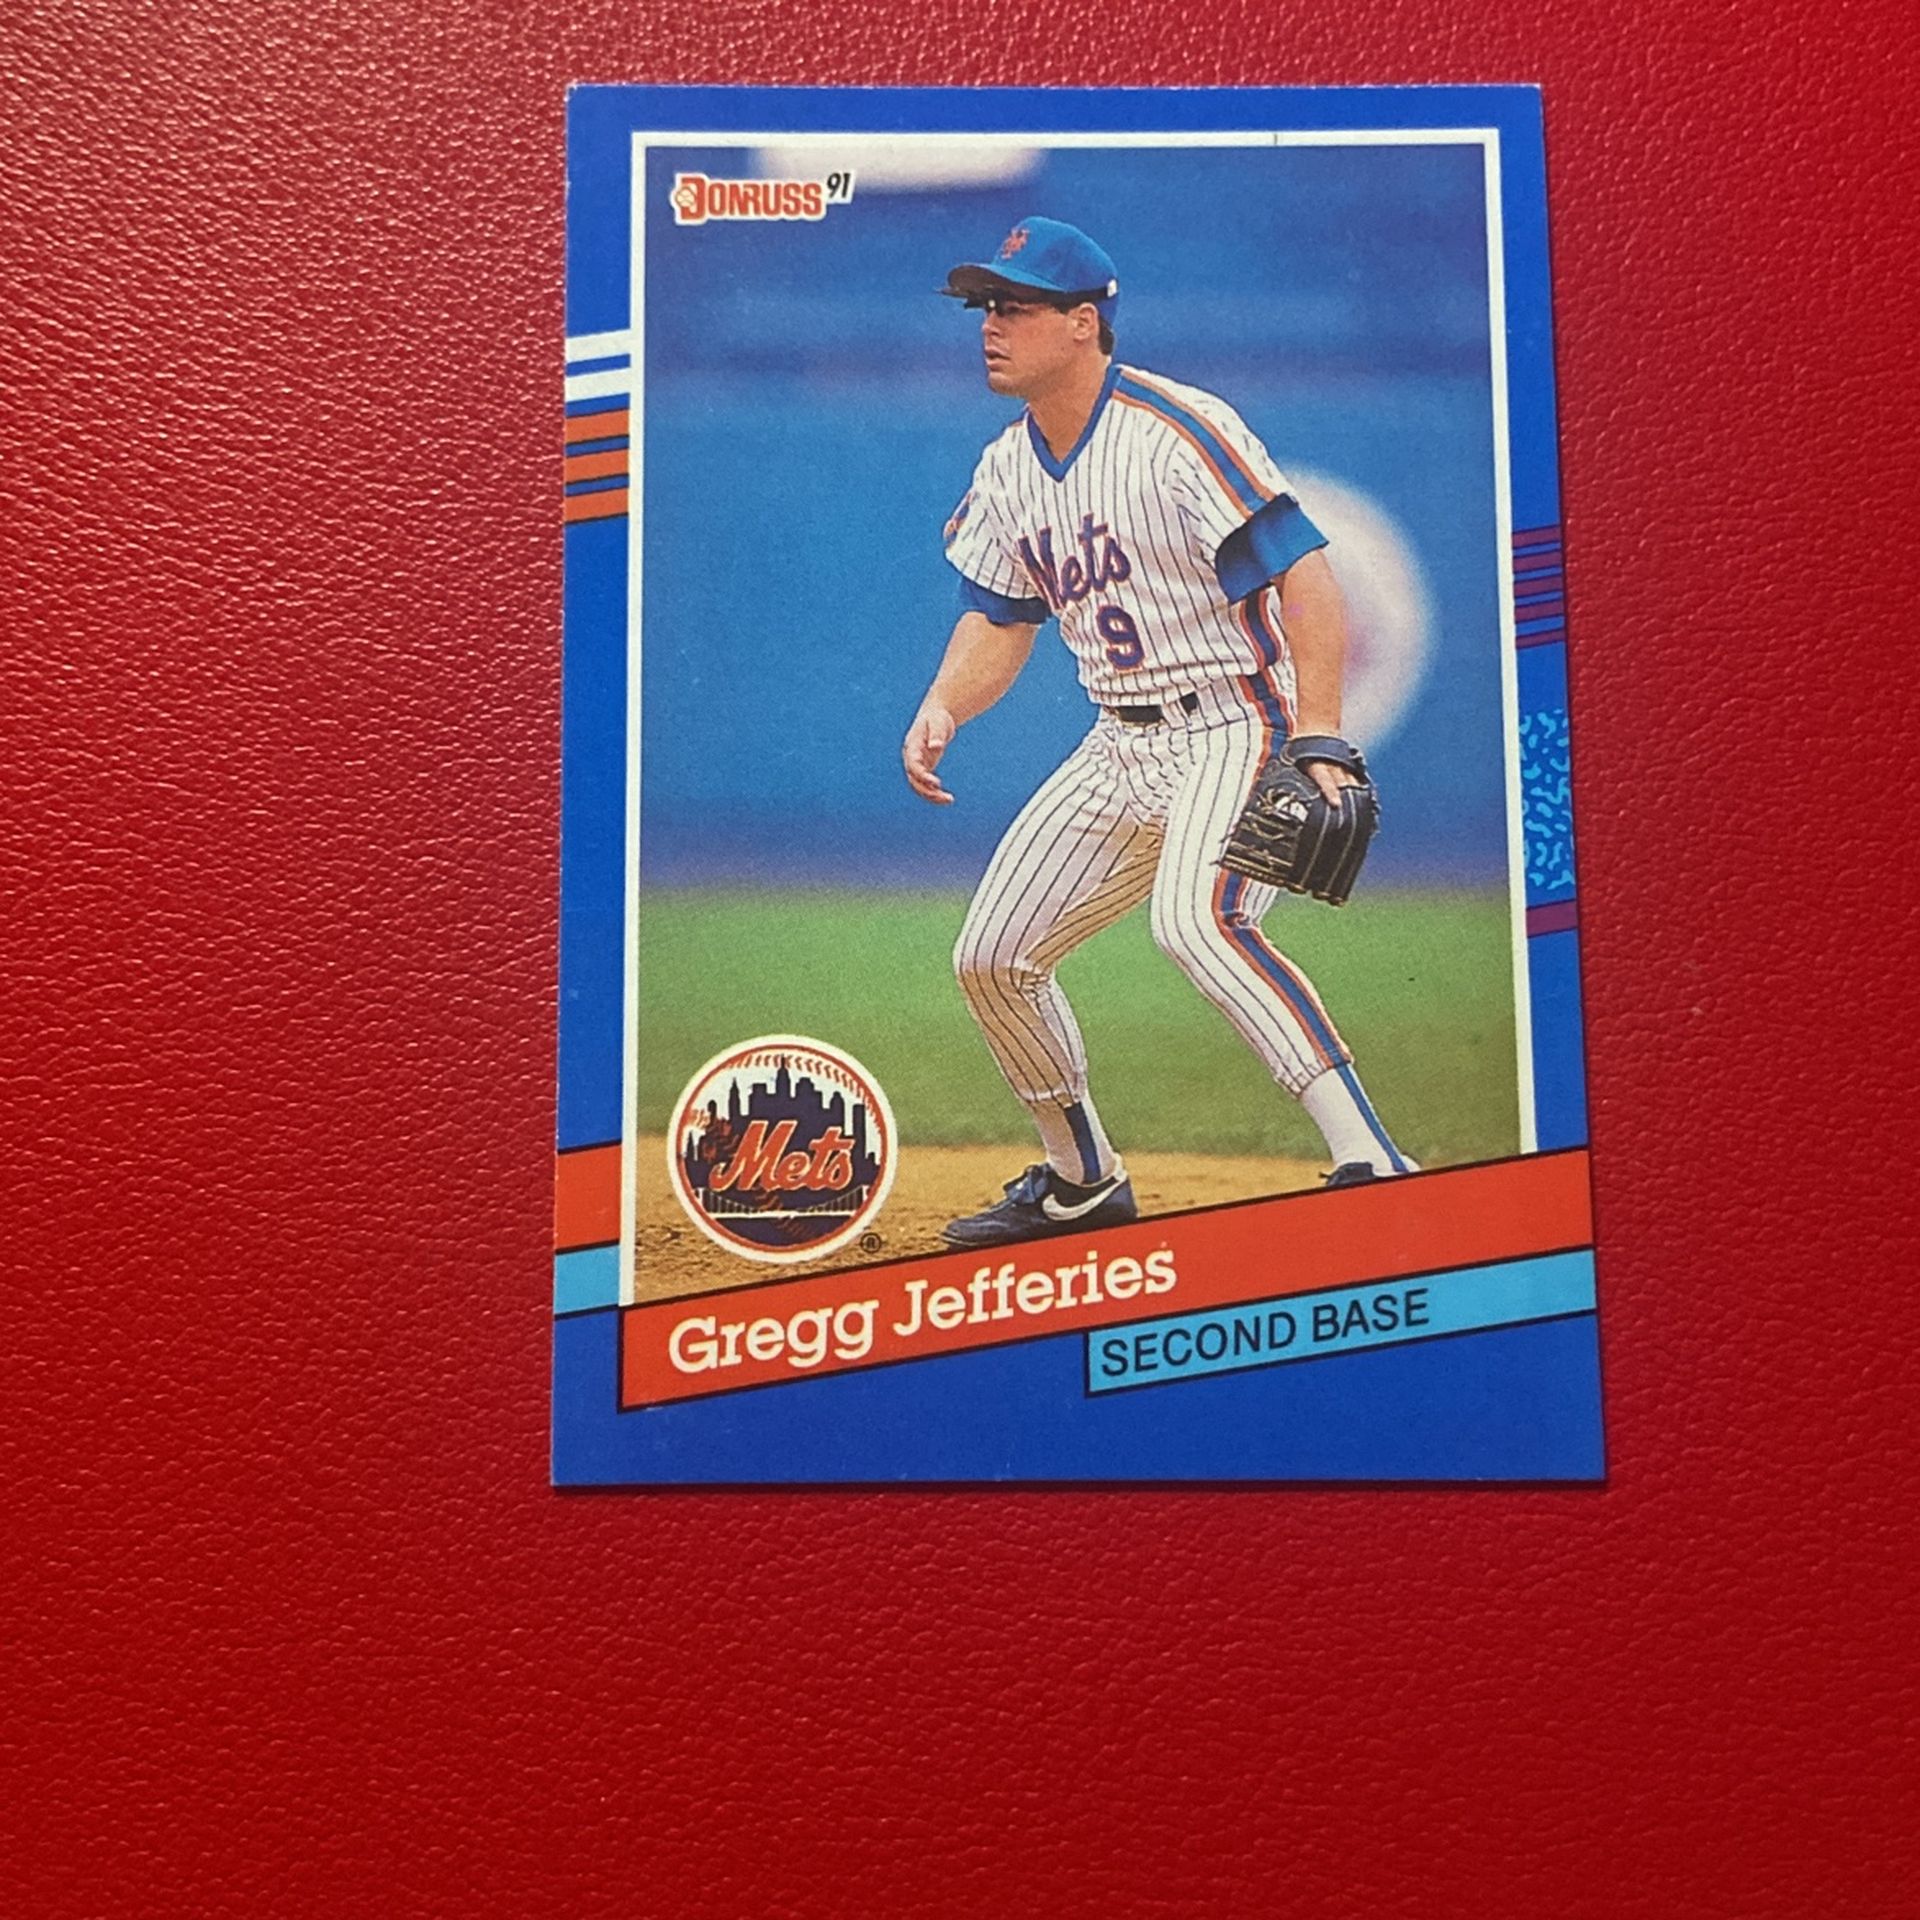 DONRUSS 91
Mets
9
Mets
®
Gregg Jefferies
SECOND BASE